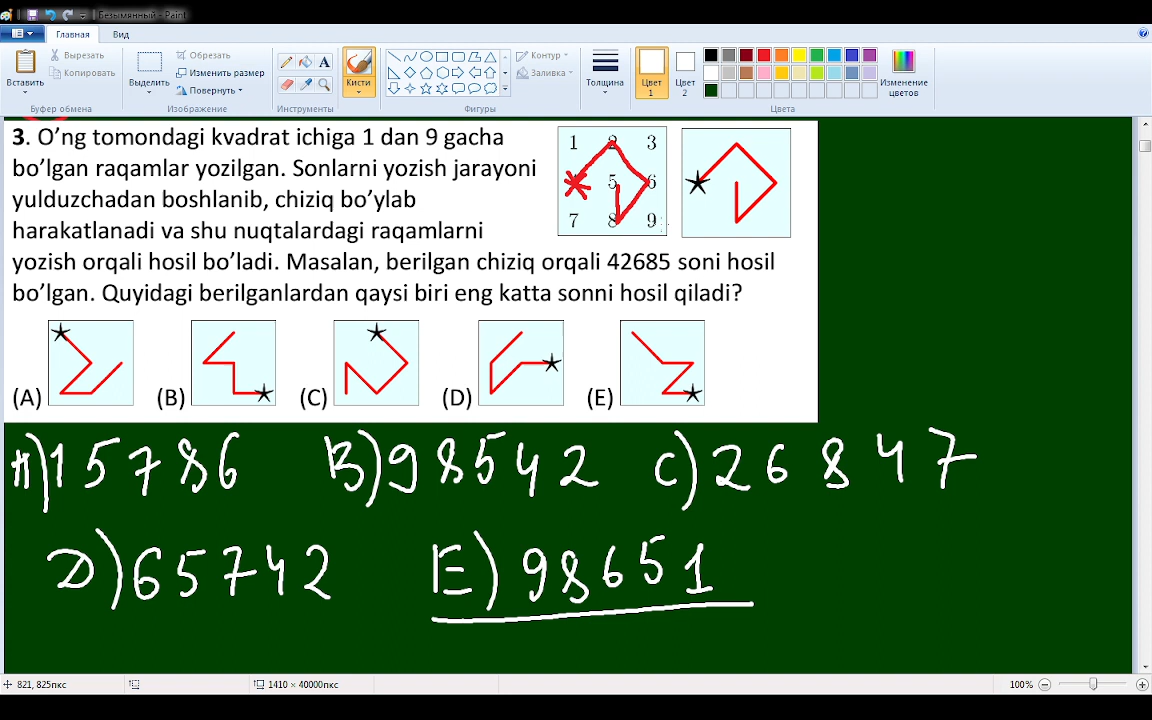 Безымянный - Paint
Главная Вид
Вставить
Вырезать
Копировать
Буфер обмена
Выделить
Обрезать
Изменить размер
Повернуть
Изображение
A
Инструменты
Кисти
Контур
Заливка
Фигуры
Толщина
Цвет 1
Цвет 2
Изменение цветов
Цвета
3. O’ng tomondagi kvadrat ichiga 1 dan 9 gacha
bo’lgan raqamlar yozilgan. Sonlarni yozish jarayoni
yulduzchadan boshlanib, chiziq bo’ylab
harakatlanadi va shu nuqtalardagi raqamlarni
yozish orqali hosil bo’ladi. Masalan, berilgan chiziq orqali 42685 soni hosil
bo’lgan. Quyidagi berilganlardan qaysi biri eng katta sonni hosil qiladi?
1 2 3
5 6
7 8 9
(A) (B) (C) (D) (E)
A) 15786 B) 98542 C) 26847
D) 65742 E) 98651
821, 825пкс 1410 × 40000пкс 100%